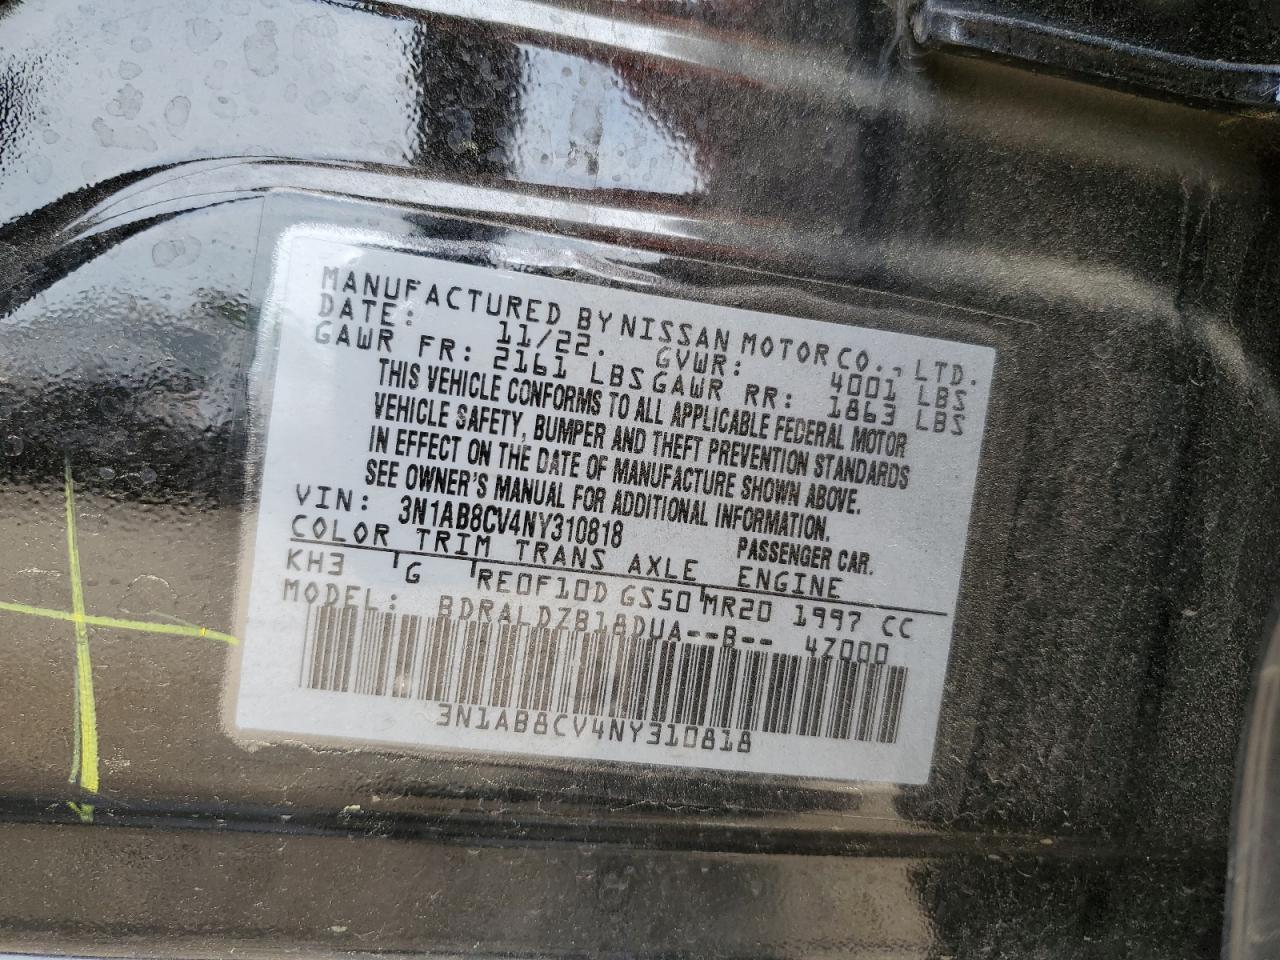 MANUFACTURED BY NISSAN MOTOR CO., LTD.
DATE: 11/22. GVWR: 4001 LBS
GAWR FR: 2161 LBS GAWR RR: 1863 LBS
THIS VEHICLE CONFORMS TO ALL APPLICABLE FEDERAL MOTOR
VEHICLE SAFETY, BUMPER AND THEFT PREVENTION STANDARDS
IN EFFECT ON THE DATE OF MANUFACTURE SHOWN ABOVE.
SEE OWNER'S MANUAL FOR ADDITIONAL INFORMATION.
VIN: 3N1AB8CV4NY310818 PASSENGER CAR.
COLOR TRIM TRANS AXLE ENGINE
KH3 G RE0F10D GS50 MR20 1997 CC
MODEL: BDRALDZB18DUA--B-- 4Z000
3N1AB8CV4NY310818